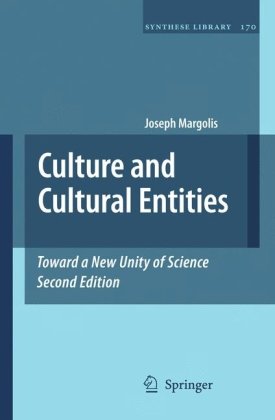 SYNTHESE LIBRARY 170
Joseph Margolis
Culture and
Cultural Entities
Toward a New Unity of Science
Second Edition
Springer